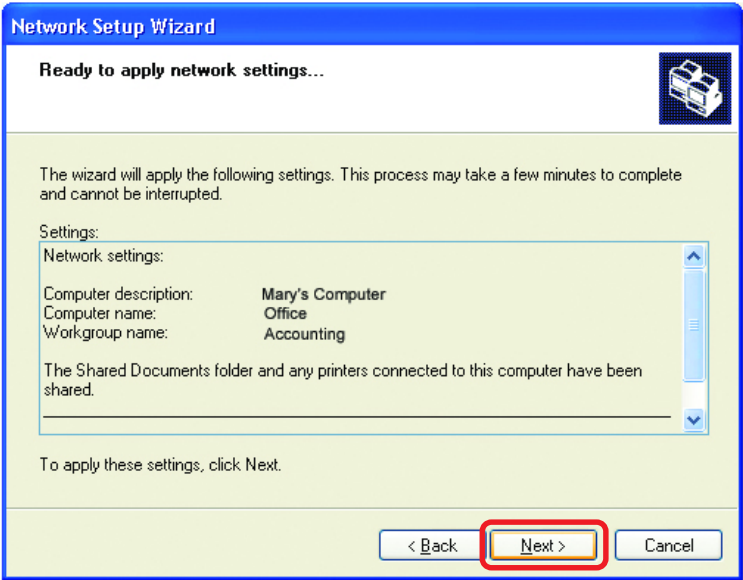 Network Setup Wizard
Ready to apply network settings...
The wizard will apply the following settings. This process may take a few minutes to complete
and cannot be interrupted.
Settings:
Network settings:
Computer description: Mary's Computer
Computer name: Office
Workgroup name: Accounting
The Shared Documents folder and any printers connected to this computer have been
shared.
To apply these settings, click Next.
< Back Next > Cancel